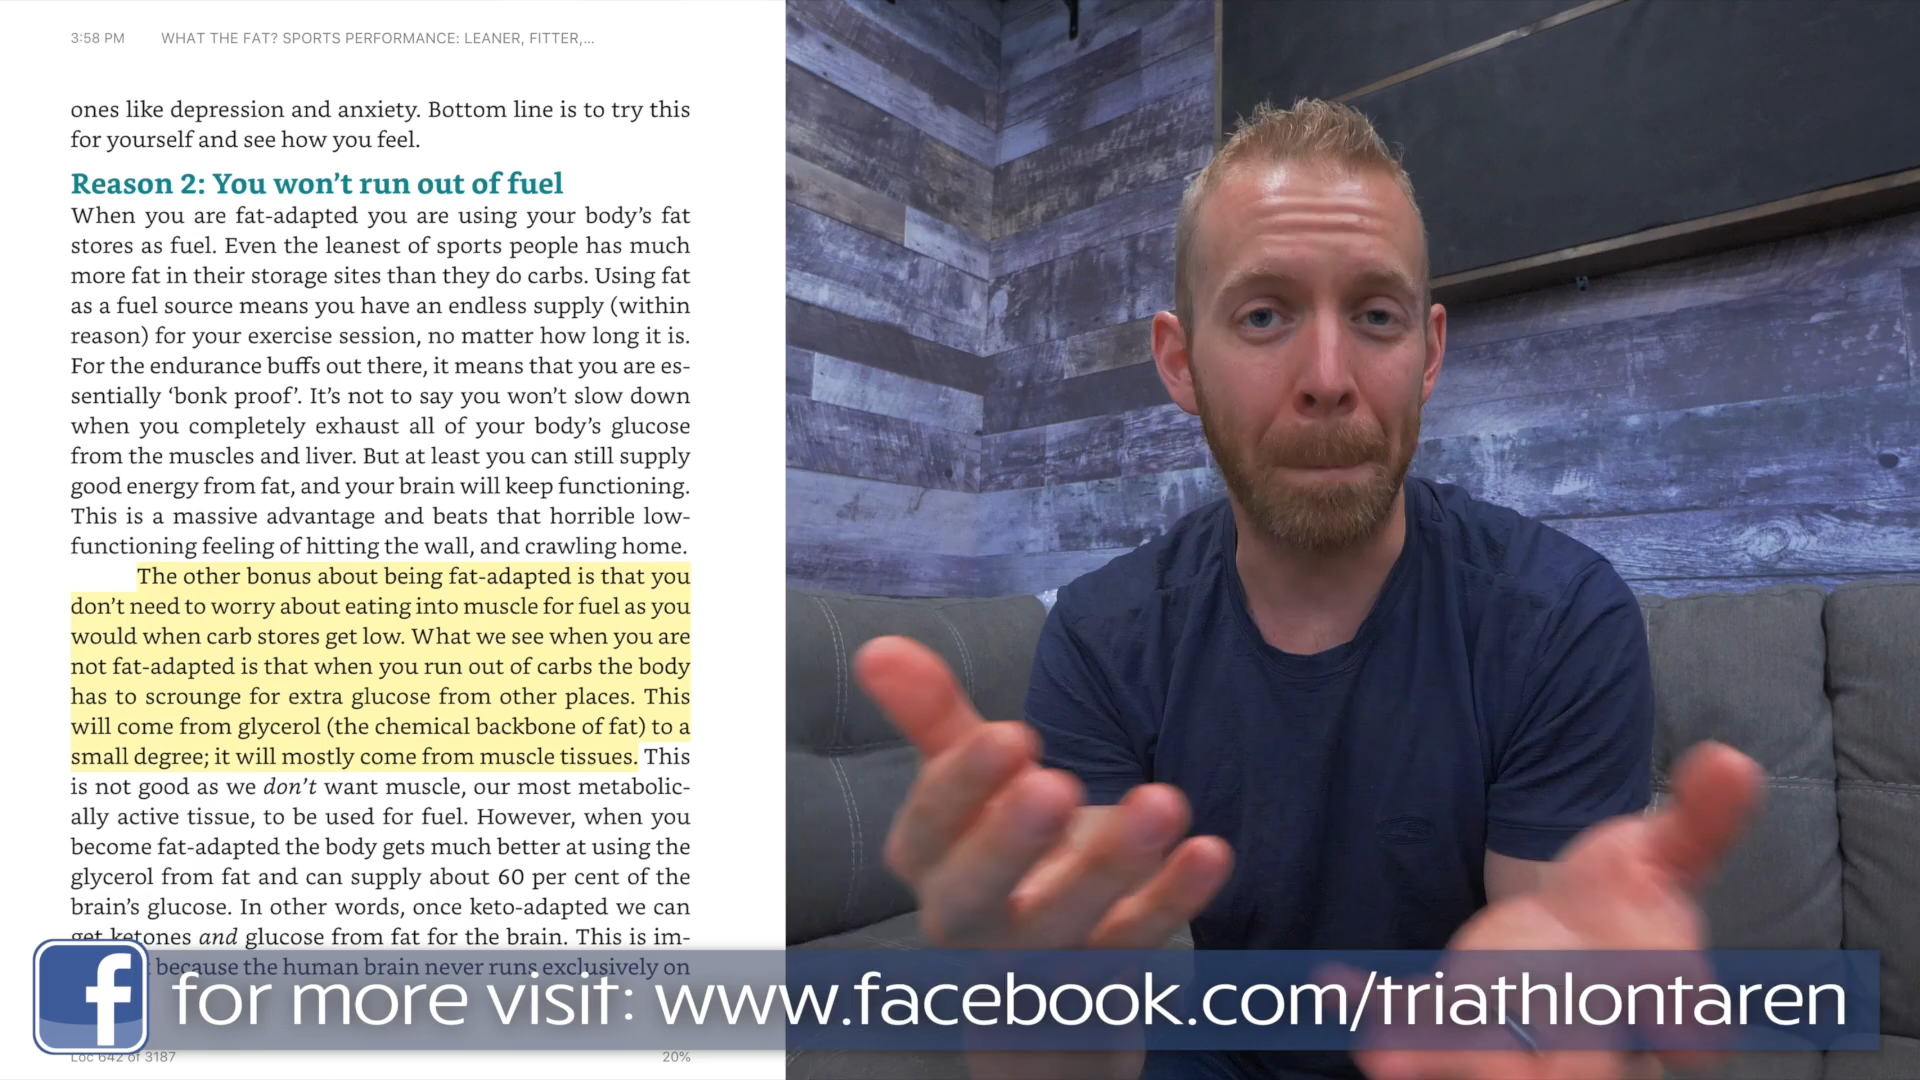 3:58 PM WHAT THE FAT? SPORTS PERFORMANCE: LEANER, FITTER,...
ones like depression and anxiety. Bottom line is to try this
for yourself and see how you feel.
Reason 2: You won't run out of fuel
When you are fat-adapted you are using your body's fat
stores as fuel. Even the leanest of sports people has much
more fat in their storage sites than they do carbs. Using fat
as a fuel source means you have an endless supply (within
reason) for your exercise session, no matter how long it is.
For the endurance buffs out there, it means that you are es-
sentially 'bonk proof'. It's not to say you won't slow down
when you completely exhaust all of your body's glucose
from the muscles and liver. But at least you can still supply
good energy from fat, and your brain will keep functioning.
This is a massive advantage and beats that horrible low-
functioning feeling of hitting the wall, and crawling home.
The other bonus about being fat-adapted is that you
don't need to worry about eating into muscle for fuel as you
would when carb stores get low. What we see when you are
not fat-adapted is that when you run out of carbs the body
has to scrounge for extra glucose from other places. This
will come from glycerol (the chemical backbone of fat) to a
small degree; it will mostly come from muscle tissues. This
is not good as we don't want muscle, our most metabolic-
ally active tissue, to be used for fuel. However, when you
become fat-adapted the body gets much better at using the
glycerol from fat and can supply about 60 per cent of the
brain's glucose. In other words, once keto-adapted we can
get ketones and glucose from fat for the brain. This is im-
because the human brain never runs exclusively on
f for more visit: www.facebook.com/triathlontaren
Loc 642 of 3187 20%